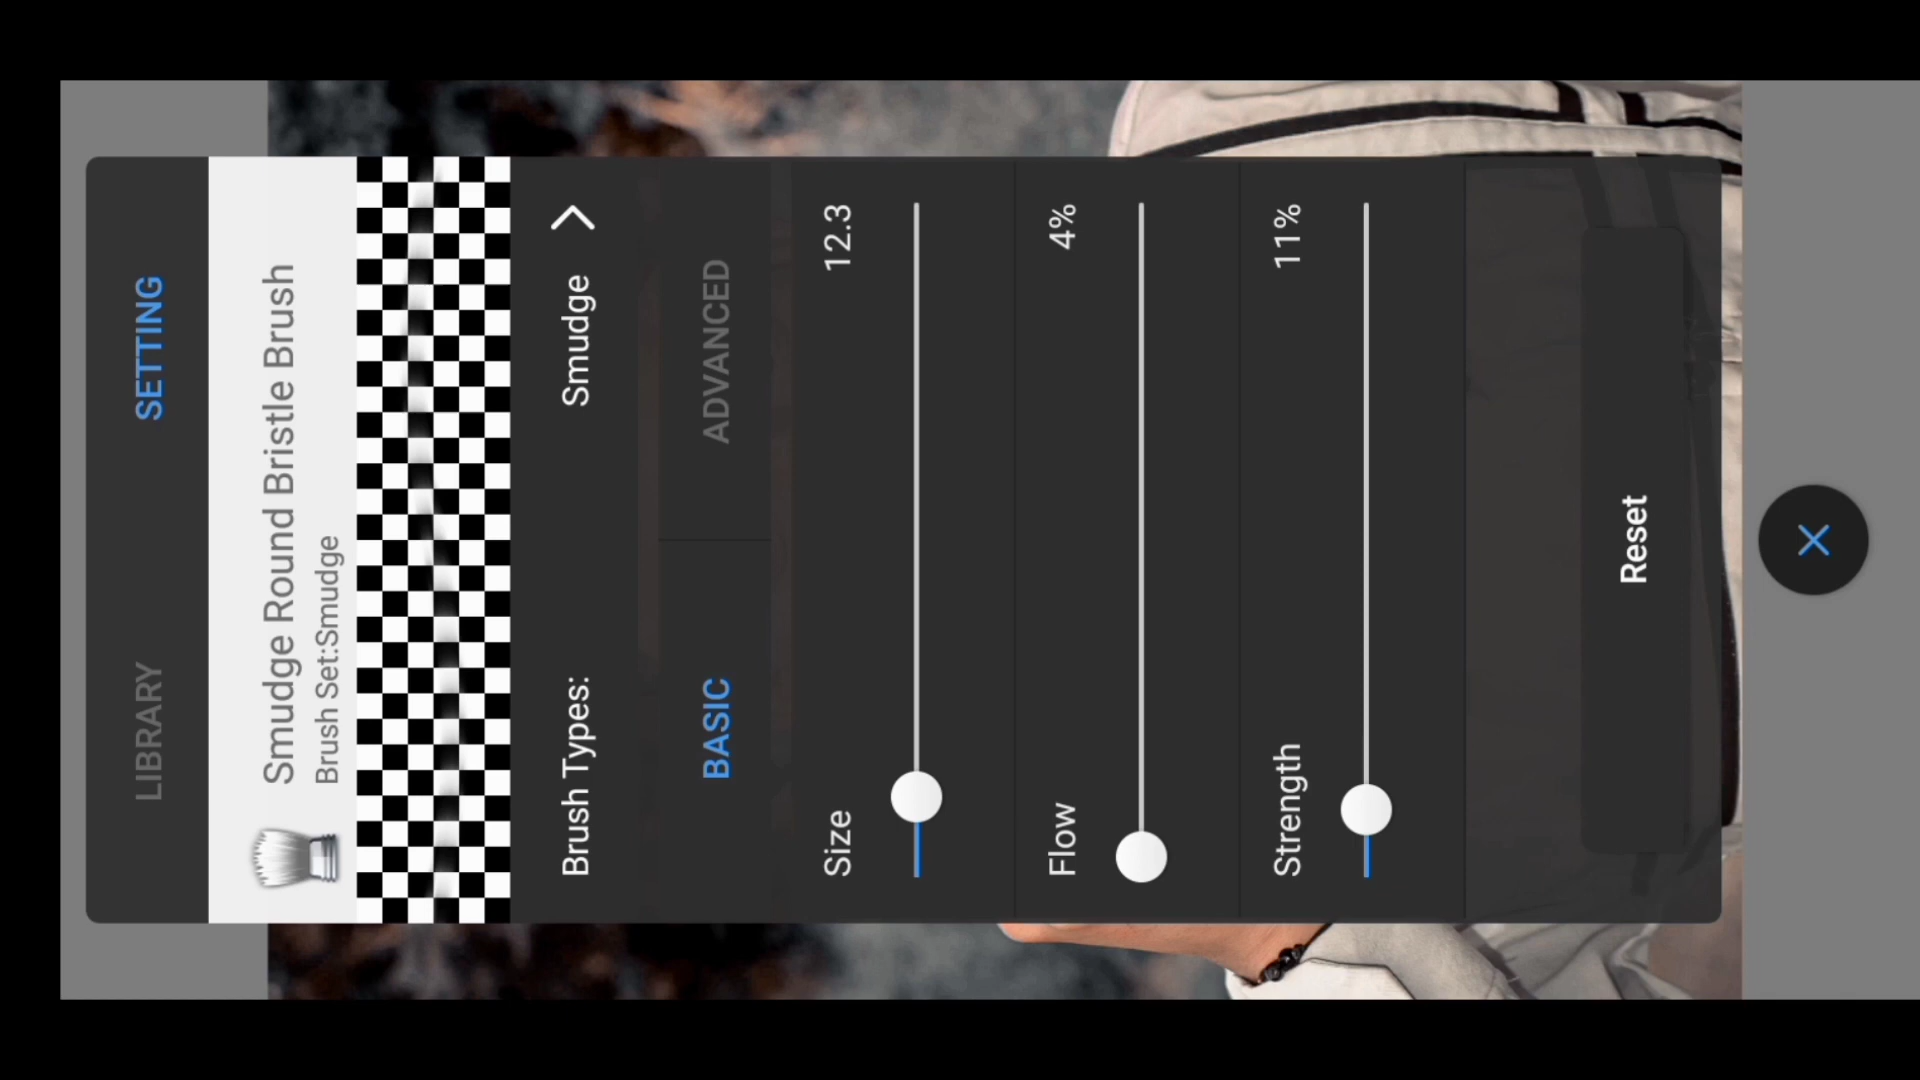 LIBRARY SETTING
Smudge Round Bristle Brush
Brush Set:Smudge
Brush Types: Smudge
BASIC ADVANCED
Size 12.3
Flow 4%
Strength 11%
Reset